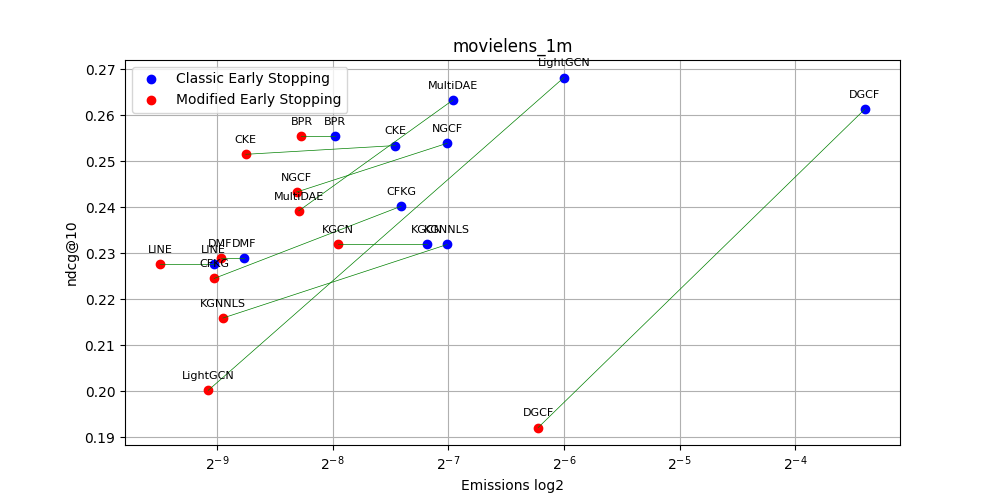 movielens_1m
Classic Early Stopping
Modified Early Stopping
LightGCN
MultiDAE
DGCF
BPR
BPR
CKE
CKE
NGCF
NGCF
MultiDAE
CFKG
KGCN
KGCN
KGNNLS
LINE
LINE
DMF
DMF
CFKG
KGNNLS
LightGCN
DGCF
0.27
0.26
0.25
0.24
0.23
0.22
0.21
0.20
0.19
ndcg@10
2⁻⁹
2⁻⁸
2⁻⁷
2⁻⁶
2⁻⁵
2⁻⁴
Emissions log2